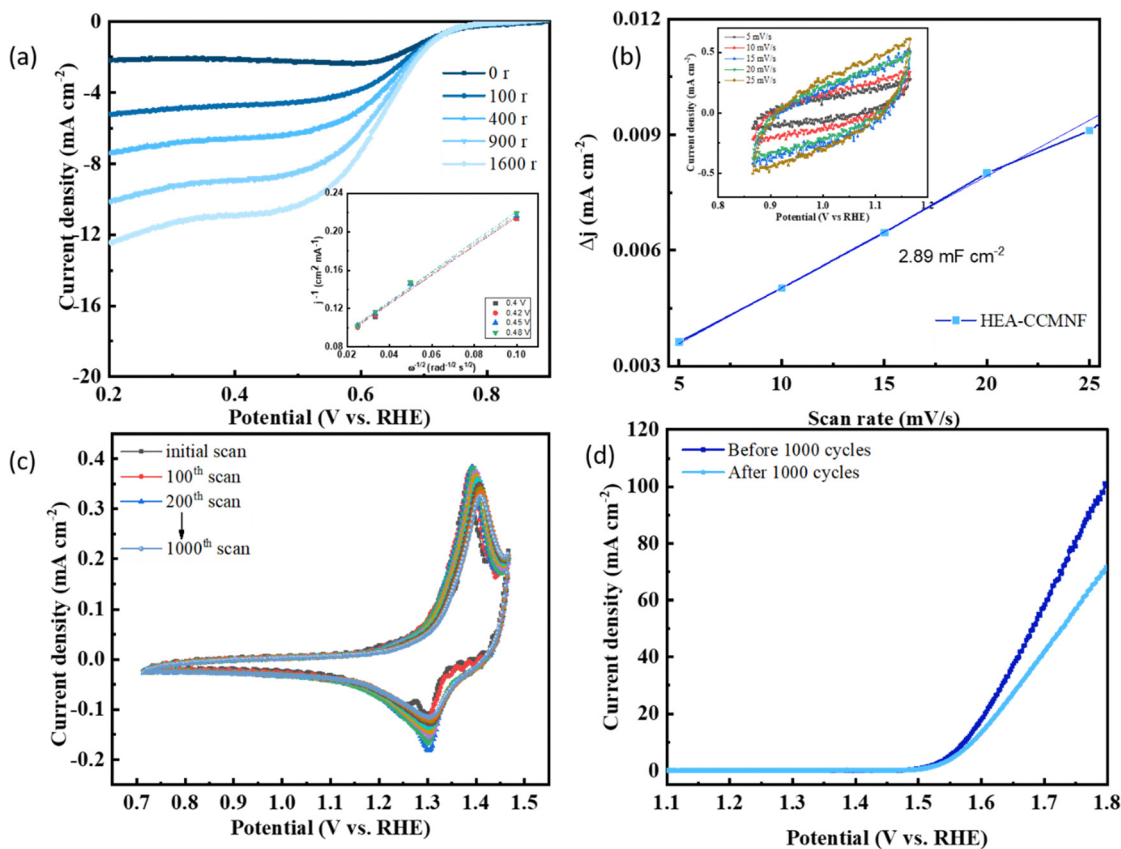 (a)
0
-4
-8
-12
-16
-20
0.2
0.4
0.6
0.8
Current density (mA cm⁻²)
Potential (V vs. RHE)
0 r
100 r
400 r
900 r
1600 r
0.24
0.20
0.16
0.12
0.08
0.02
0.04
0.06
0.08
0.10
j⁻¹ (cm² mA⁻¹)
ω⁻¹/² (rad⁻¹/² s¹/²)
0.4 V
0.42 V
0.45 V
0.48 V
(b)
0.012
0.009
0.006
0.003
5
10
15
20
25
Δj (mA cm⁻²)
Scan rate (mV/s)
2.89 mF cm⁻²
HEA-CCMNF
5 mV/s
10 mV/s
15 mV/s
20 mV/s
25 mV/s
0.5
0.0
-0.5
0.9
1.0
1.1
1.2
Current density (mA cm⁻²)
Potential (V vs RHE)
(c)
0.4
0.3
0.2
0.1
0.0
-0.1
-0.2
0.7
0.8
0.9
1.0
1.1
1.2
1.3
1.4
1.5
Current density (mA cm⁻²)
Potential (V vs. RHE)
initial scan
100ᵗʰ scan
200ᵗʰ scan
1000ᵗʰ scan
(d)
120
100
80
60
40
20
0
1.1
1.2
1.3
1.4
1.5
1.6
1.7
1.8
Current density (mA cm⁻²)
Potential (V vs. RHE)
Before 1000 cycles
After 1000 cycles